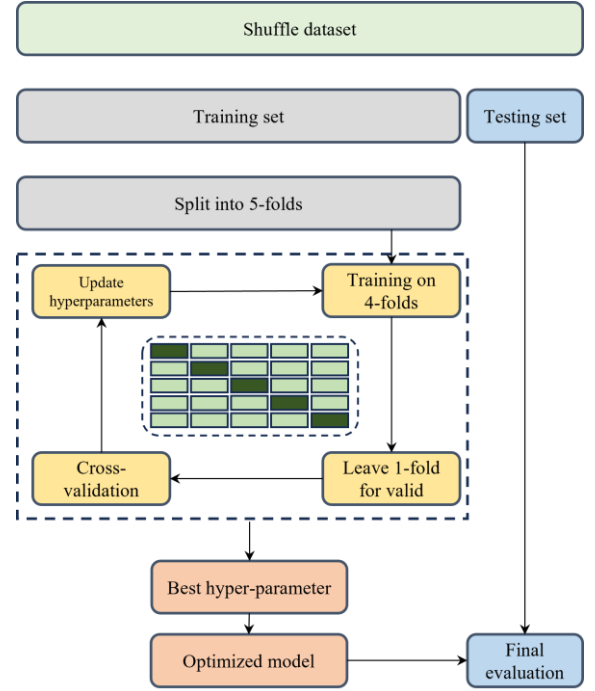 Shuffle dataset
Training set
Testing set
Split into 5-folds
Update
hyperparameters
Training on
4-folds
Cross-
validation
Leave 1-fold
for valid
Best hyper-parameter
Optimized model
Final
evaluation